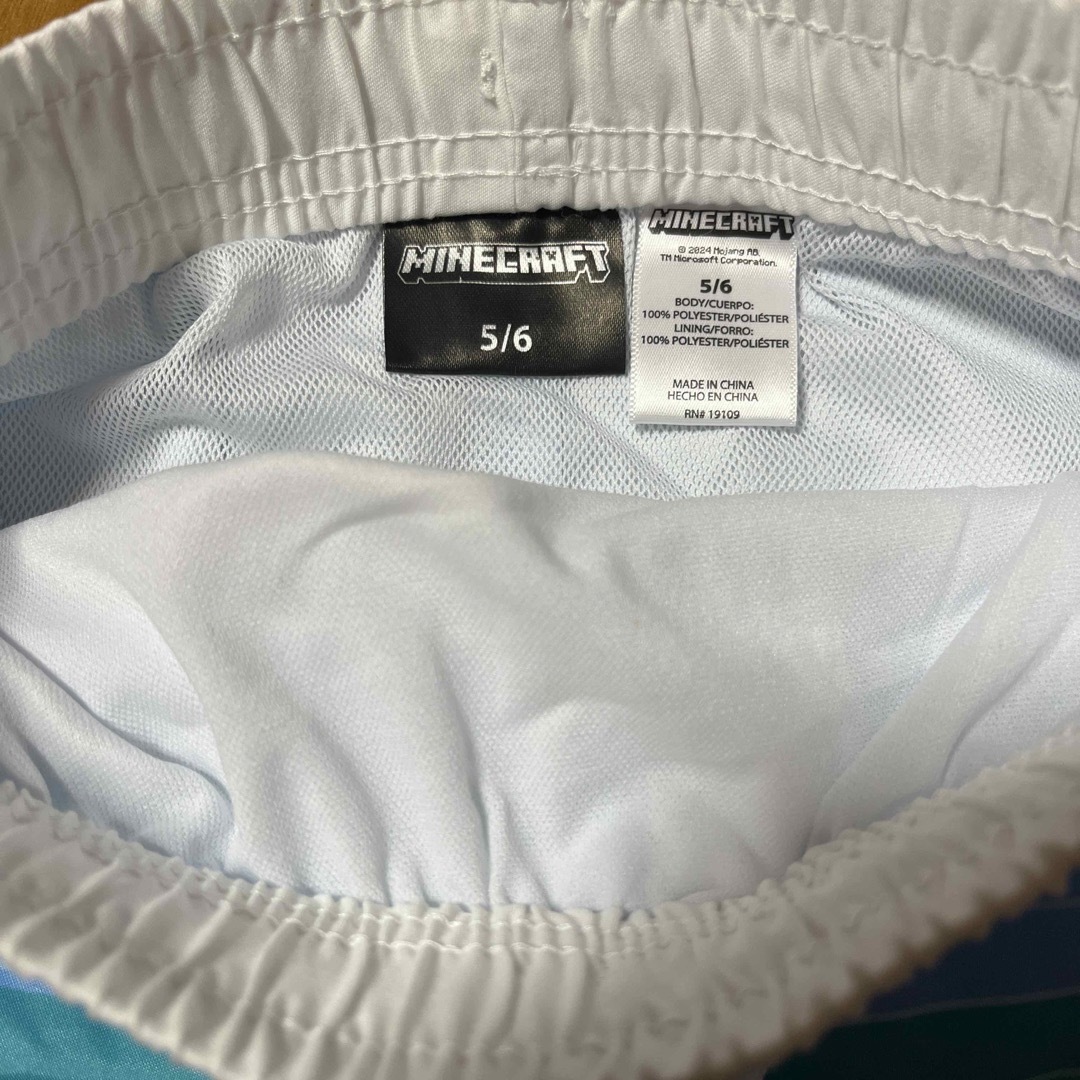 MINECRAFT
5/6
MINECRAFT
© 2024 Mojang AB.
TM Microsoft Corporation.
5/6
BODY/CUERPO:
100% POLYESTER/POLIÉSTER
LINING/FORRO:
100% POLYESTER/POLIÉSTER
MADE IN CHINA
HECHO EN CHINA
RN# 19109